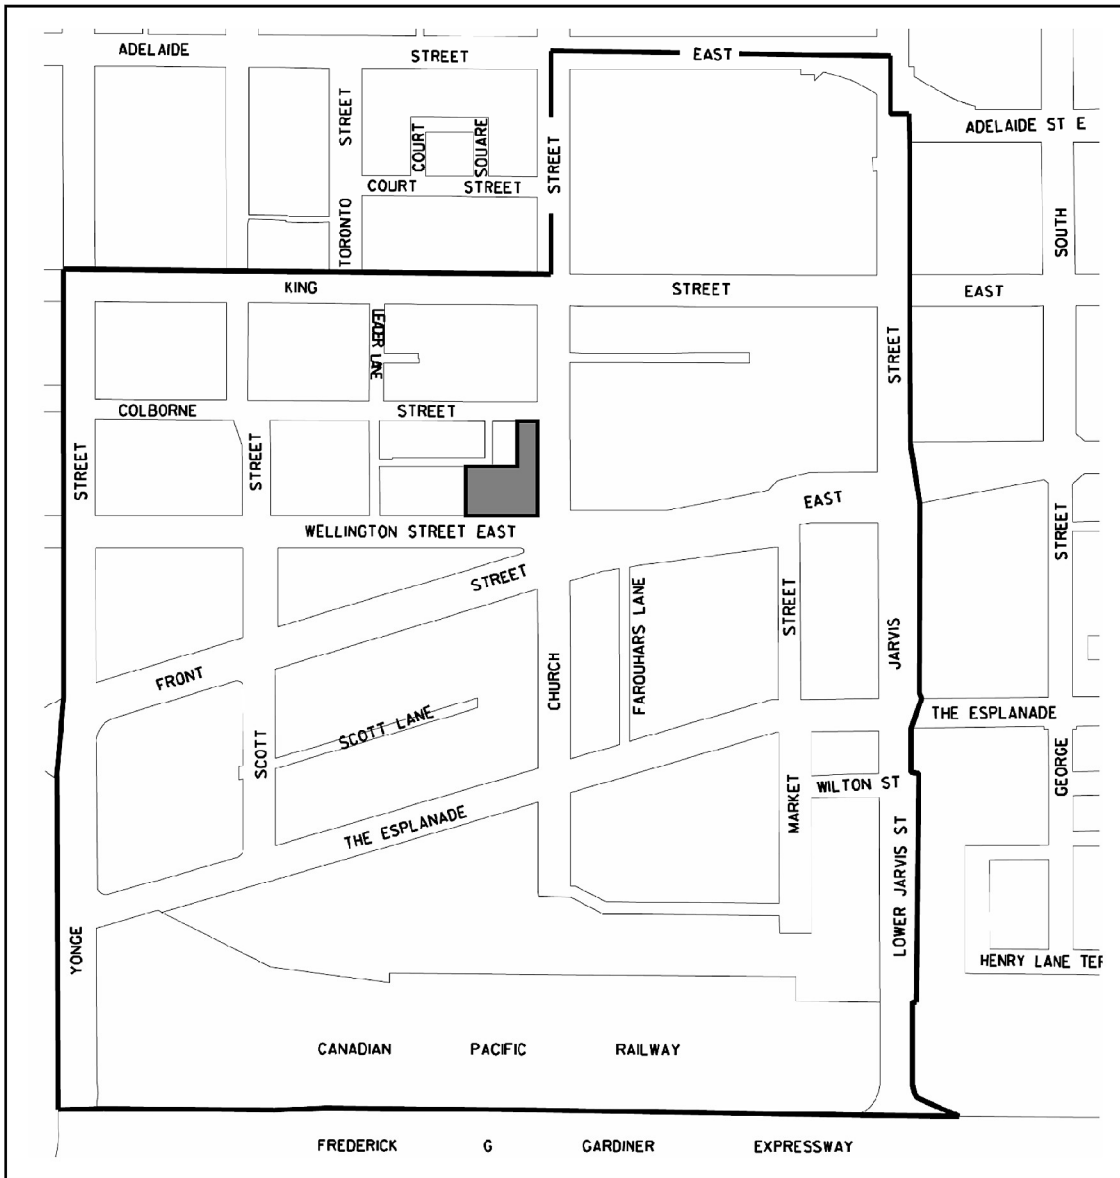 ADELAIDE STREET EAST
STREET
COURT
SQUARE
STREET
ADELAIDE ST E
COURT STREET
TORONTO
SOUTH
KING STREET EAST
LEADER LANE
STREET
COLBORNE STREET
STREET
STREET
EAST
WELLINGTON STREET EAST
STREET
STREET
STREET
FAROUHARS LANE
JARVIS
CHURCH
FRONT
THE ESPLANADE
SCOTT LANE
SCOTT
GEORGE
MARKET
WILTON ST
THE ESPLANADE
LOWER JARVIS ST
YONGE
HENRY LANE TER
CANADIAN PACIFIC RAILWAY
FREDERICK G GARDINER EXPRESSWAY